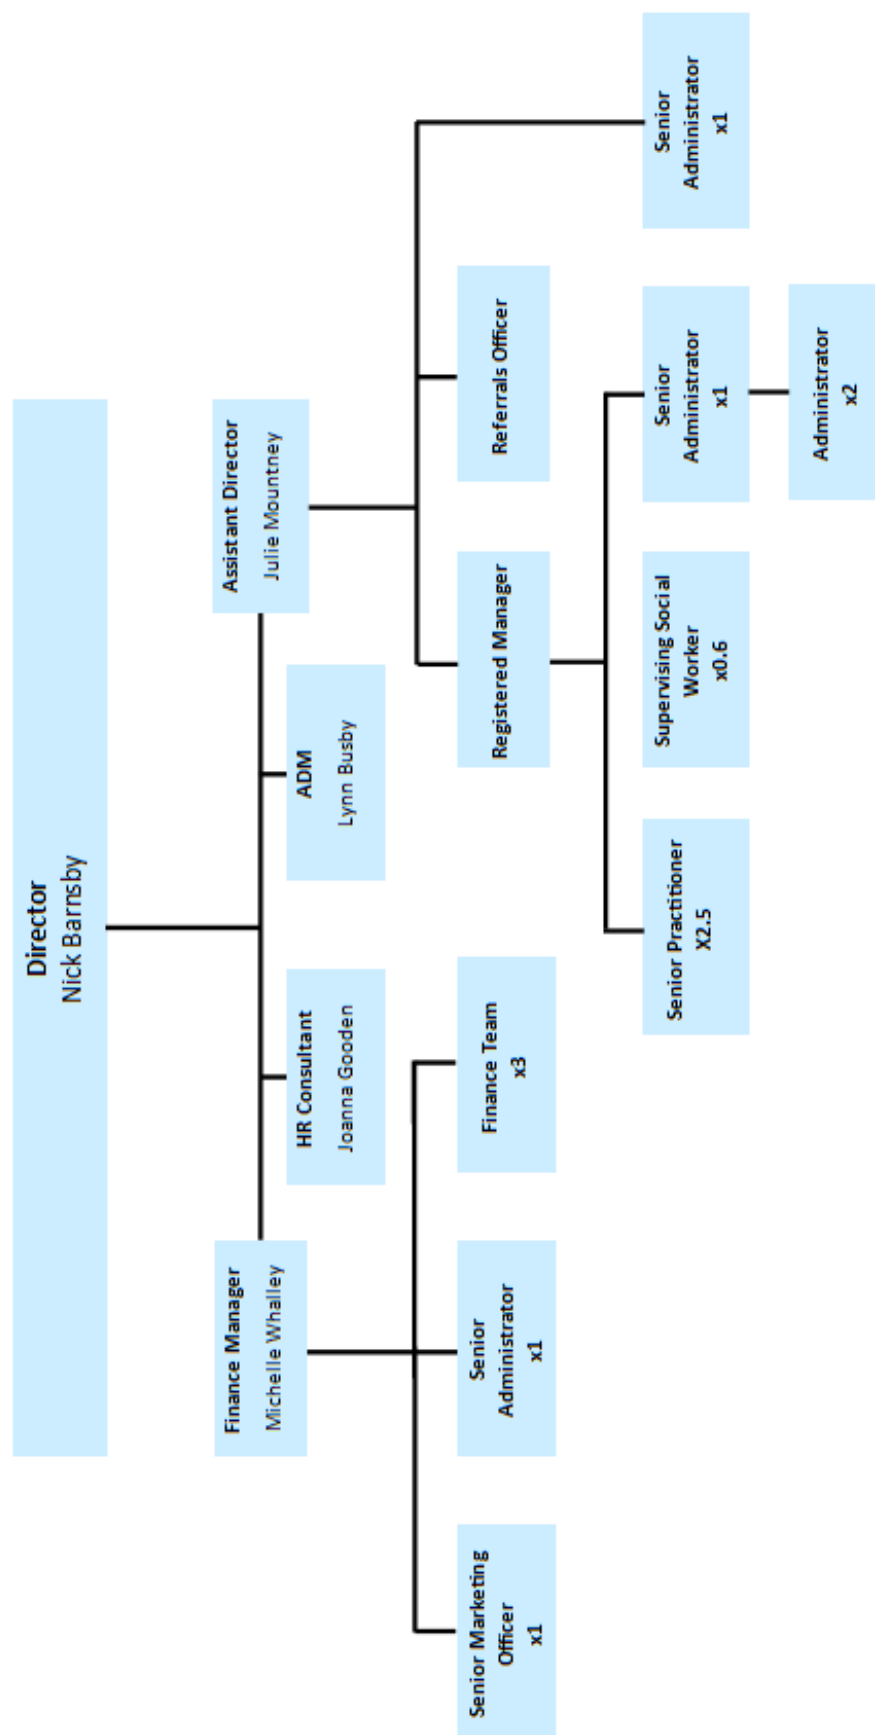 Director
Nick Barnsby
Finance Manager
Michelle Whalley
HR Consultant
Joanna Gooden
ADM
Lynn Busby
Assistant Director
Julie Mountney
Senior Marketing
Officer
x1
Senior
Administrator
x1
Finance Team
x3
Registered Manager
Referrals Officer
Senior Practitioner
X2.5
Supervising Social
Worker
x0.6
Senior
Administrator
x1
Senior
Administrator
x1
Administrator
x2